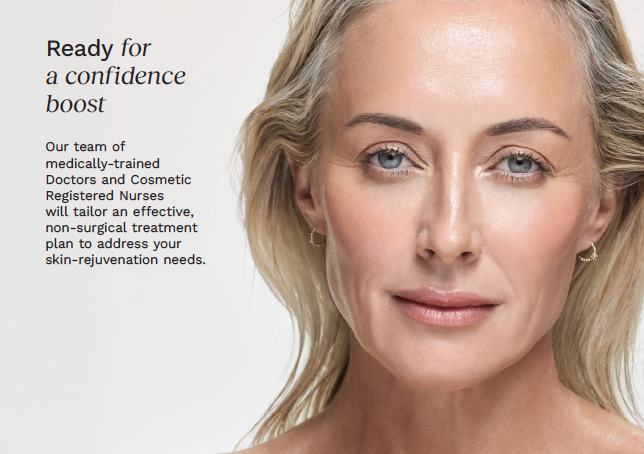 Ready for
a confidence
boost
Our team of
medically-trained
Doctors and Cosmetic
Registered Nurses
will tailor an effective,
non-surgical treatment
plan to address your
skin-rejuvenation needs.